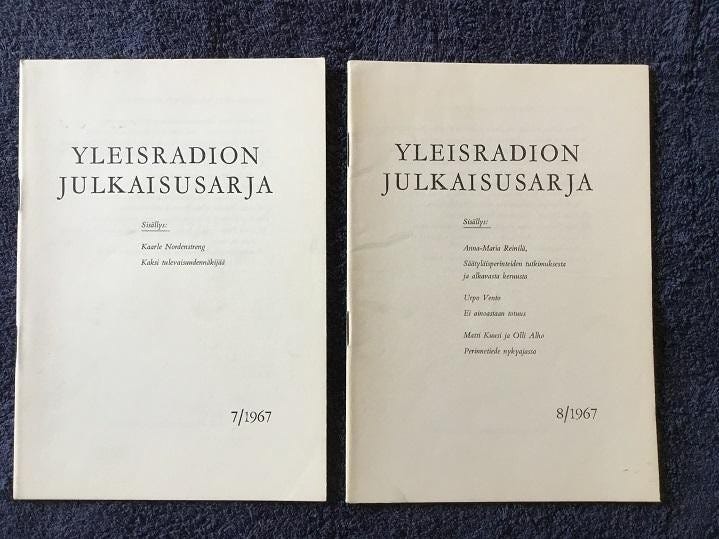 YLEISRADION
JULKAISUSARJA
Sisällys:
Kaarle Nordenstreng
Kaksi tulevaisuudennäkijää
7/1967
YLEISRADION
JULKAISUSARJA
Sisällys:
Anna-Maria Reinilä,
Säätyläisperinteiden tutkimuksesta
ja alkavasta keruusta
Urpo Vento
Ei ainoastaan totuus
Matti Kuusi ja Olli Alho
Perinnetiede nykyajassa
8/1967